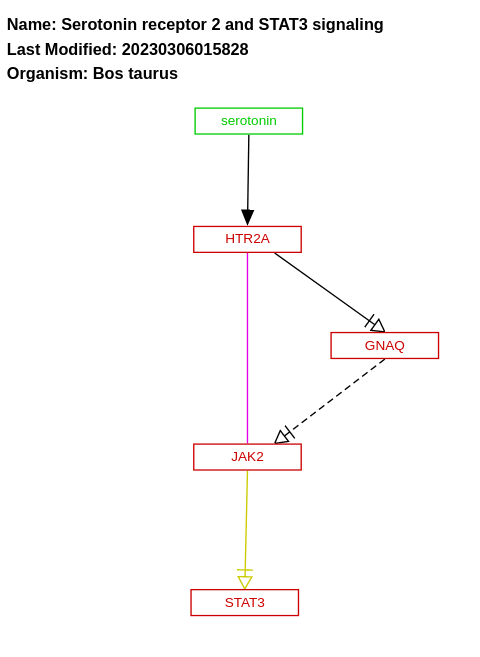 Name: Serotonin receptor 2 and STAT3 signaling
Last Modified: 20230306015828
Organism: Bos taurus
serotonin
HTR2A
GNAQ
JAK2
STAT3